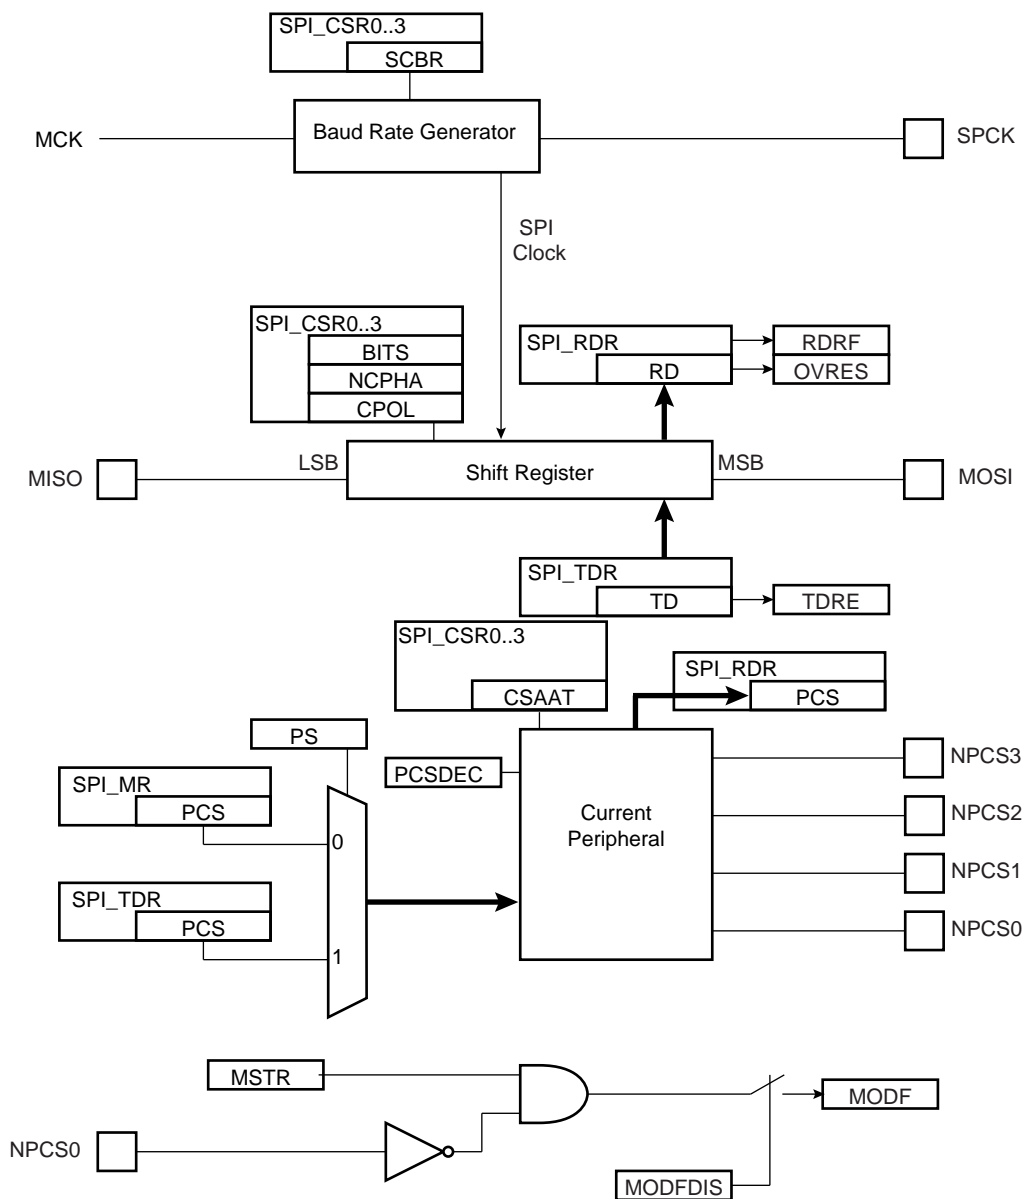 SPI_CSR0..3
SCBR
MCK
Baud Rate Generator
SPCK
SPI
Clock
SPI_CSR0..3
BITS
NCPHA
CPOL
SPI_RDR
RD
RDRF
OVRES
MISO
LSB
Shift Register
MSB
MOSI
SPI_TDR
TD
TDRE
SPI_CSR0..3
CSAAT
SPI_RDR
PCS
PS
PCSDEC
SPI_MR
PCS
0
SPI_TDR
PCS
1
Current
Peripheral
NPCS3
NPCS2
NPCS1
NPCS0
MSTR
MODF
NPCS0
MODFDIS